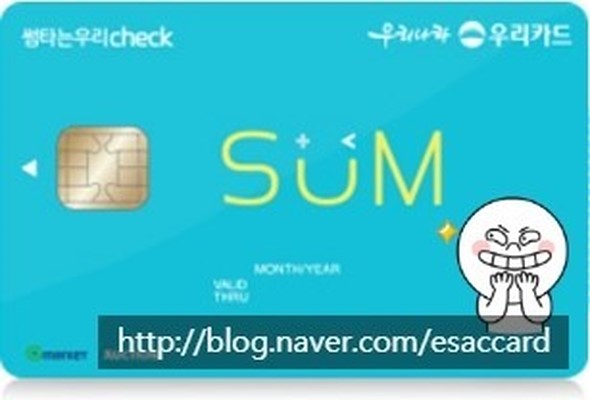 썸타는우리check
우리나라 우리카드
SUM
MONTH/YEAR
VALID
THRU
http://blog.naver.com/esaccard
Gmarket AUCTION